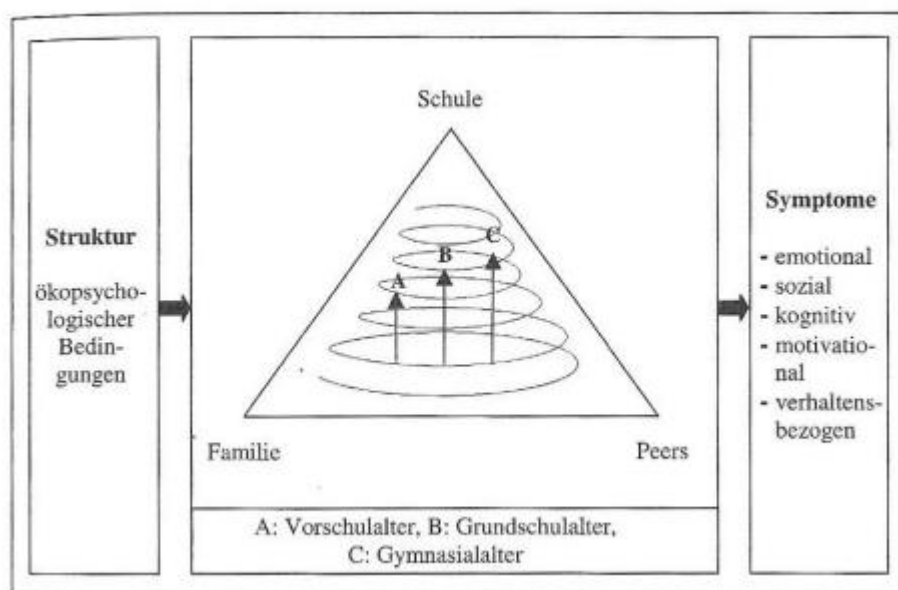 Struktur
ökopsycho-
logischer
Bedin-
gungen
Schule
A
B
C
Familie
Peers
A: Vorschulalter, B: Grundschulalter,
C: Gymnasialalter
Symptome
- emotional
- sozial
- kognitiv
- motivatio-
nal
- verhaltens-
bezogen